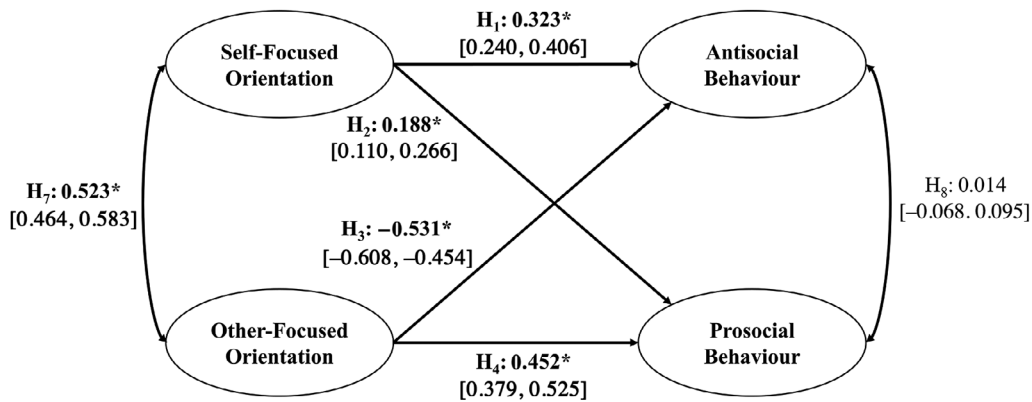 H₁: 0.323*
[0.240, 0.406]
Self-Focused
Orientation
Antisocial
Behaviour
H₂: 0.188*
[0.110, 0.266]
H₇: 0.523*
[0.464, 0.583]
H₈: 0.014
[−0.068. 0.095]
H₃: −0.531*
[−0.608, −0.454]
Other-Focused
Orientation
Prosocial
Behaviour
H₄: 0.452*
[0.379, 0.525]